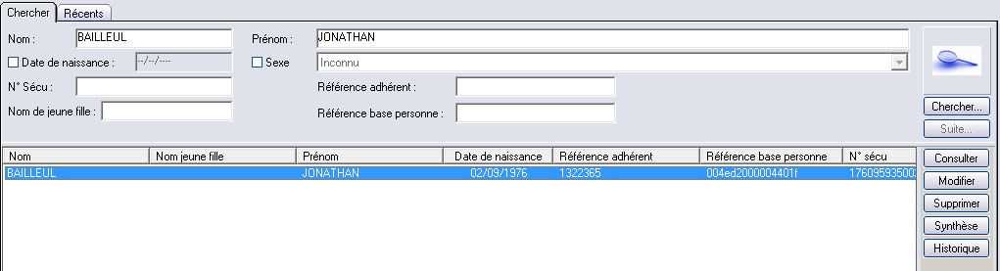 Chercher Récents
Nom : BAILLEUL Prénom : JONATHAN
Date de naissance : --/--/---- Sexe Inconnu
N° Sécu : Référence adhérent :
Nom de jeune fille : Référence base personne :
Chercher...
Suite...
Nom Nom jeune fille Prénom Date de naissance Référence adhérent Référence base personne N° sécu
BAILLEUL JONATHAN 02/09/1976 1322365 004ed2000004401f 17609593500
Consulter
Modifier
Supprimer
Synthèse
Historique